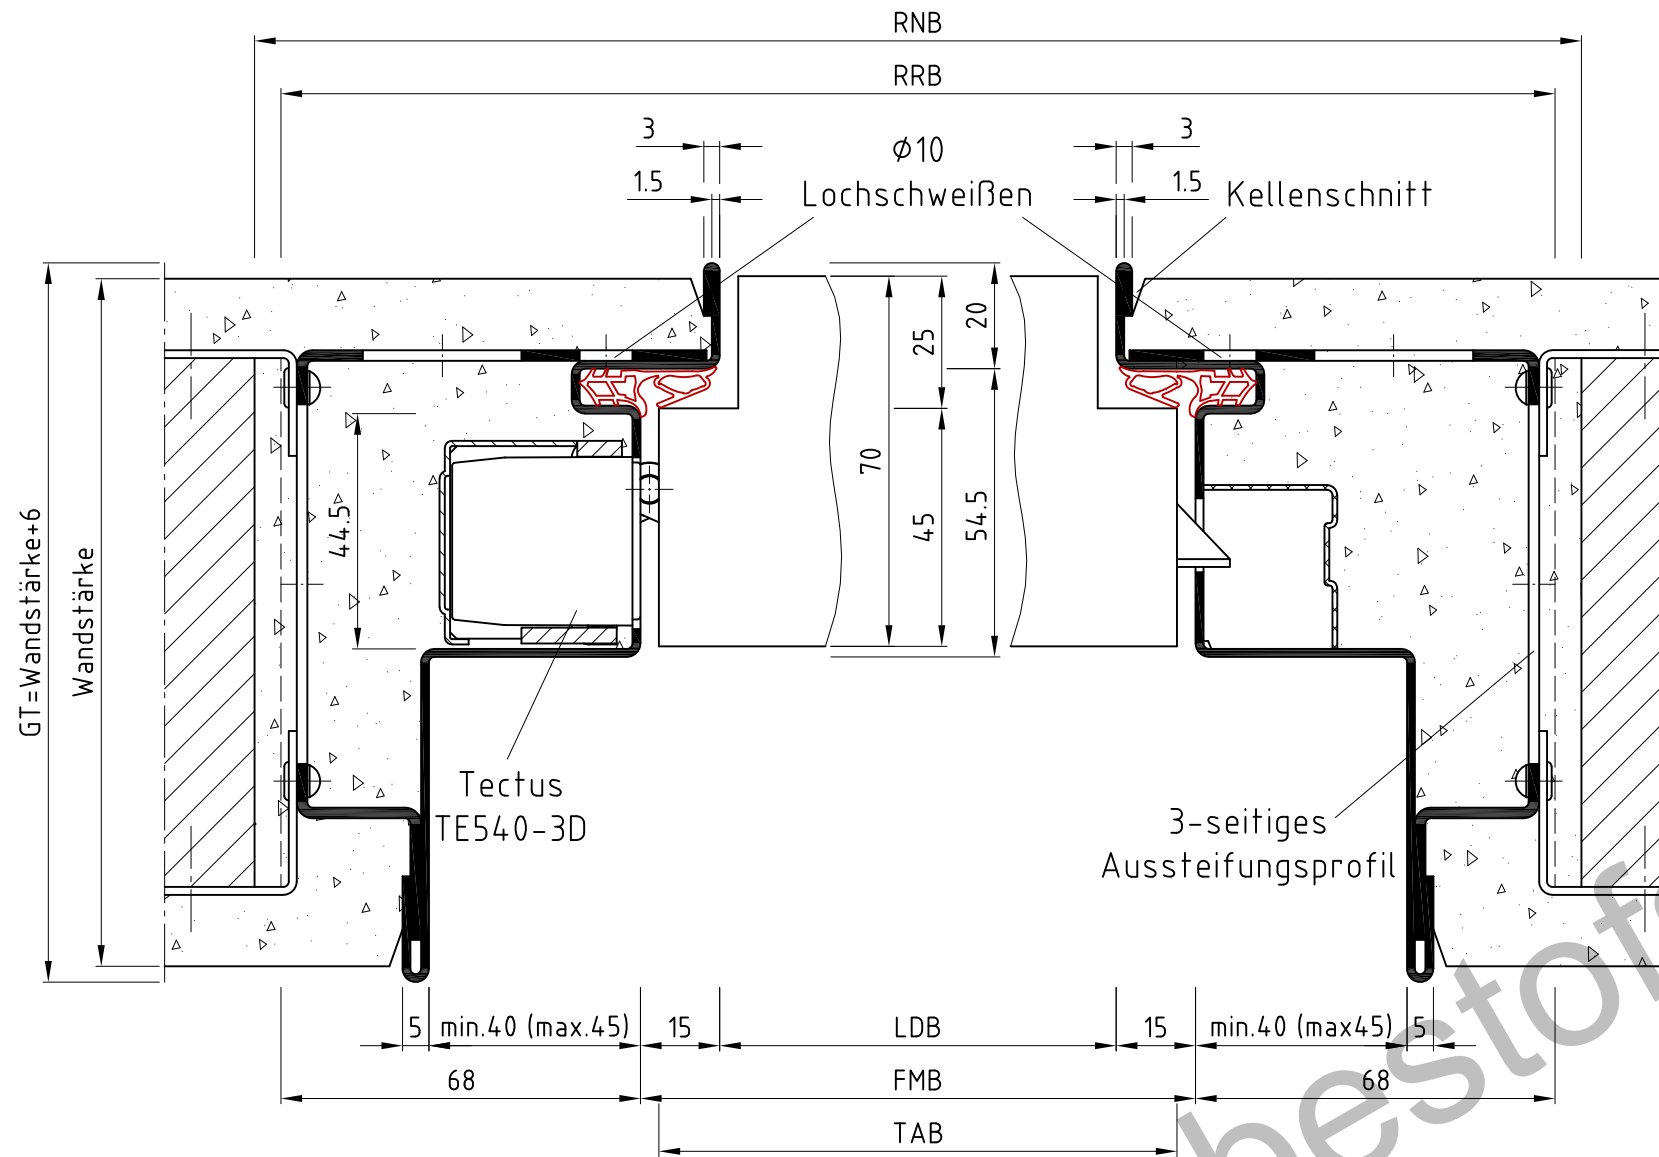 RNB
RRB
3
Ø10
3
1.5
Lochschweißen
1.5
Kellenschnitt
20
25
70
45
54.5
44.5
GT=Wandstärke+6
Wandstärke
Tectus
TE540-3D
3-seitiges
Aussteifungsprofil
5
min.40 (max.45)
15
LDB
15
min.40 (max45)
5
68
FMB
68
TAB
bestofs